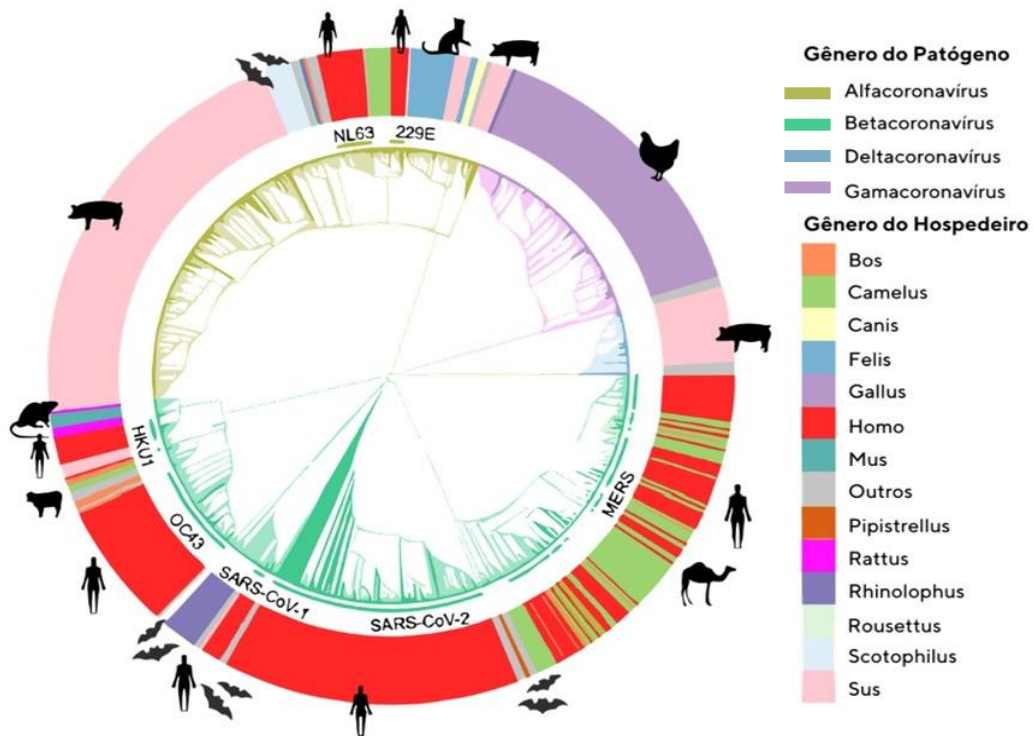 NL63
229E
MERS
SARS-CoV-2
SARS-CoV-1
OC43
HKU1
Gênero do Patógeno
Alfacoronavírus
Betacoronavírus
Deltacoronavírus
Gamacoronavírus
Gênero do Hospedeiro
Bos
Camelus
Canis
Felis
Gallus
Homo
Mus
Outros
Pipistrellus
Rattus
Rhinolophus
Rousettus
Scotophilus
Sus